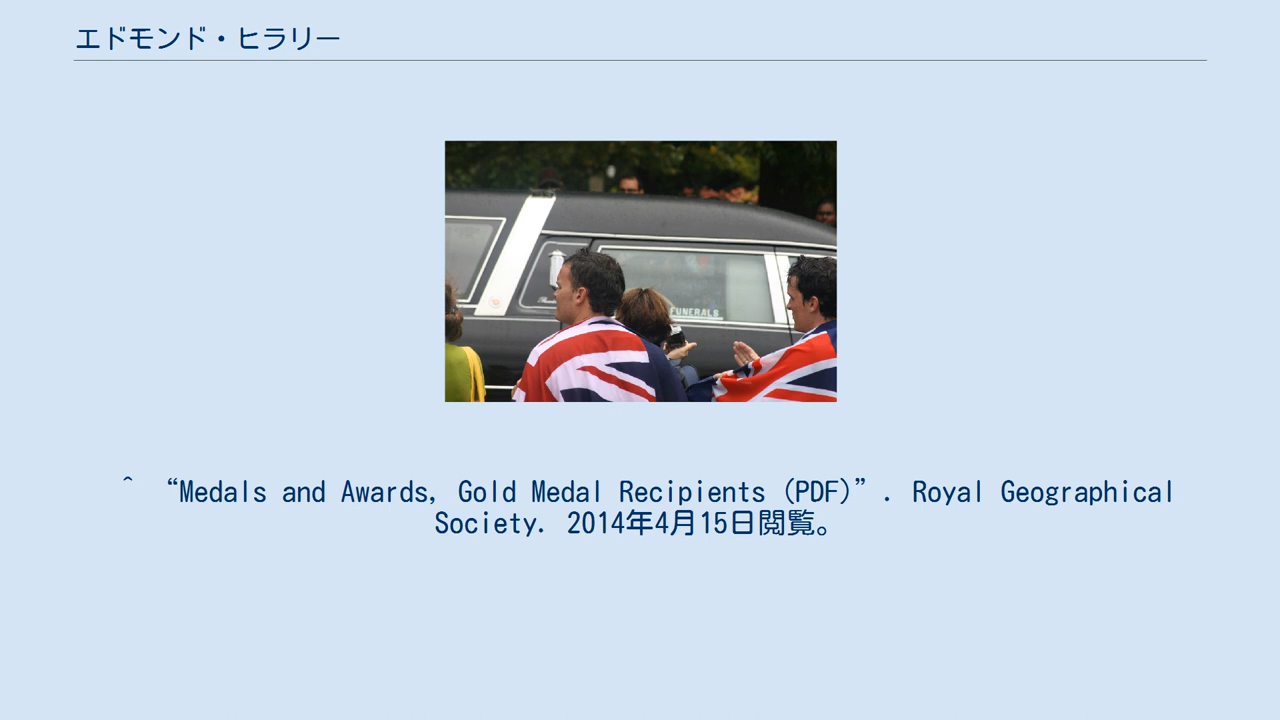 エドモンド・ヒラリー
FUNERALS
^ “Medals and Awards, Gold Medal Recipients (PDF)”. Royal Geographical
Society. 2014年4月15日閲覧。